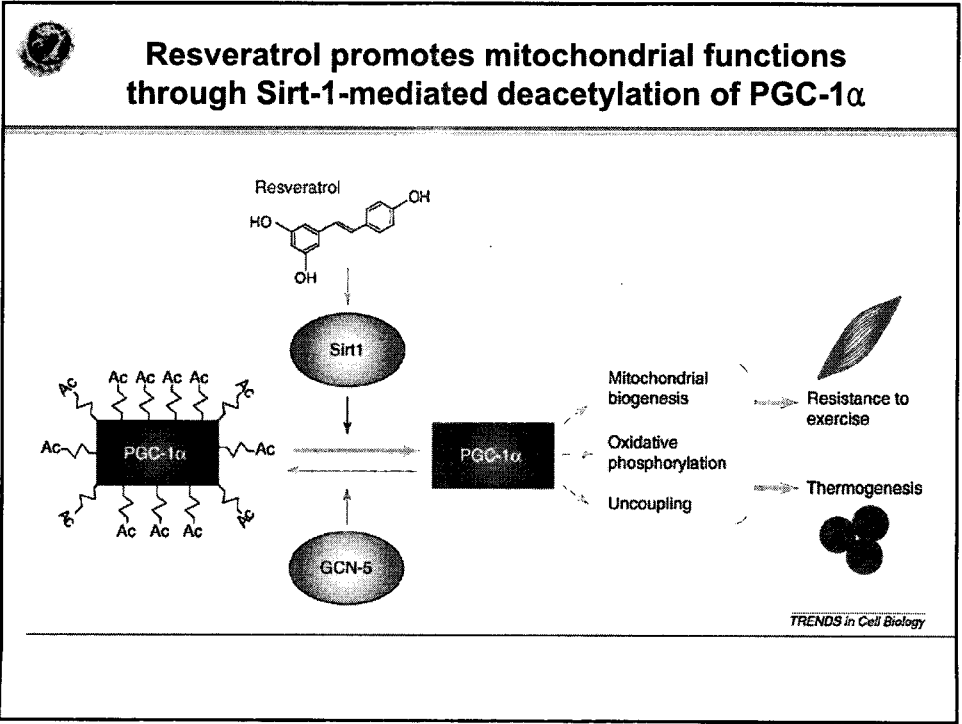 Resveratrol promotes mitochondrial functions
through Sirt-1-mediated deacetylation of PGC-1α
Resveratrol
OH
HO
OH
Sirt1
Ac Ac Ac Ac Ac Ac
Ac PGC-1α Ac
Ac Ac Ac Ac Ac
PGC-1α
GCN-5
Mitochondrial
biogenesis
Oxidative
phosphorylation
Uncoupling
Resistance to
exercise
Thermogenesis
TRENDS in Cell Biology